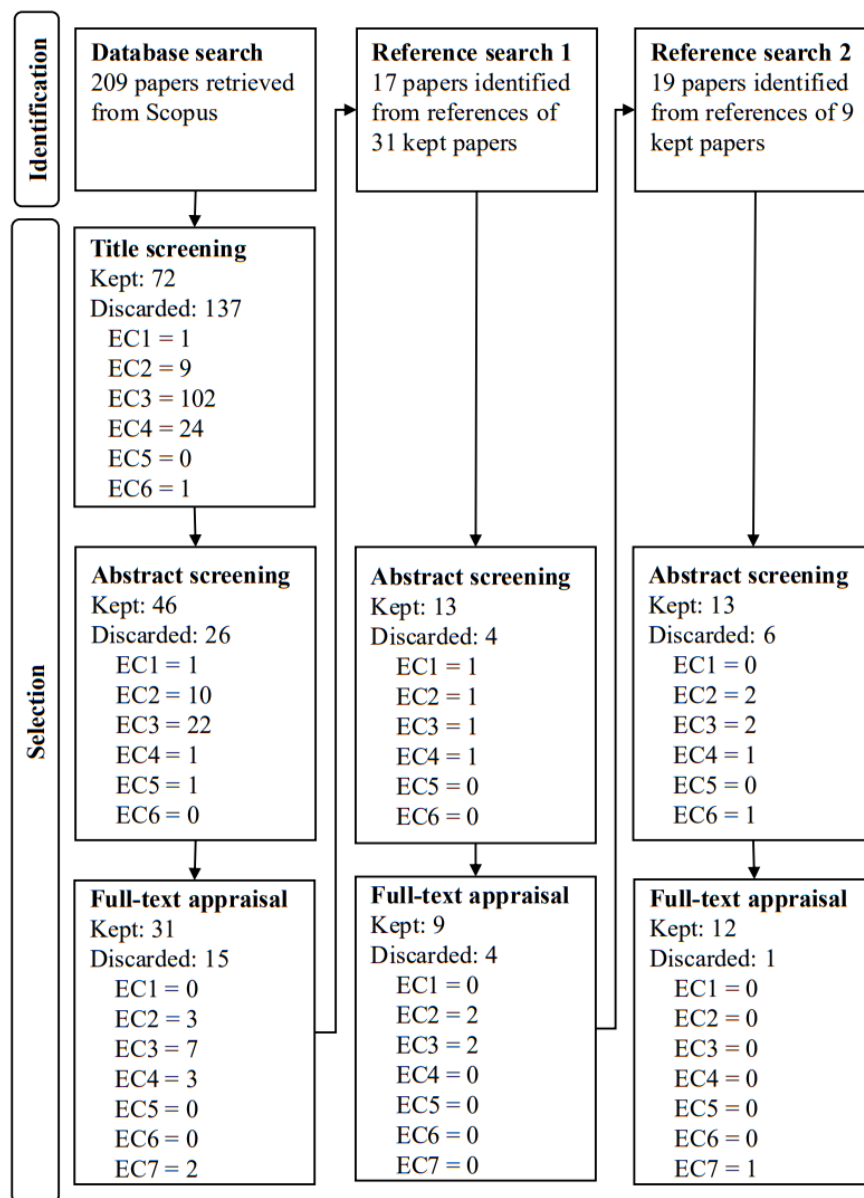 Identification
Database search
209 papers retrieved
from Scopus
Reference search 1
17 papers identified
from references of
31 kept papers
Reference search 2
19 papers identified
from references of 9
kept papers
Selection
Title screening
Kept: 72
Discarded: 137
EC1 = 1
EC2 = 9
EC3 = 102
EC4 = 24
EC5 = 0
EC6 = 1
Abstract screening
Kept: 46
Discarded: 26
EC1 = 1
EC2 = 10
EC3 = 22
EC4 = 1
EC5 = 1
EC6 = 0
Abstract screening
Kept: 13
Discarded: 4
EC1 = 1
EC2 = 1
EC3 = 1
EC4 = 1
EC5 = 0
EC6 = 0
Abstract screening
Kept: 13
Discarded: 6
EC1 = 0
EC2 = 2
EC3 = 2
EC4 = 1
EC5 = 0
EC6 = 1
Full-text appraisal
Kept: 31
Discarded: 15
EC1 = 0
EC2 = 3
EC3 = 7
EC4 = 3
EC5 = 0
EC6 = 0
EC7 = 2
Full-text appraisal
Kept: 9
Discarded: 4
EC1 = 0
EC2 = 2
EC3 = 2
EC4 = 0
EC5 = 0
EC6 = 0
EC7 = 0
Full-text appraisal
Kept: 12
Discarded: 1
EC1 = 0
EC2 = 0
EC3 = 0
EC4 = 0
EC5 = 0
EC6 = 0
EC7 = 1